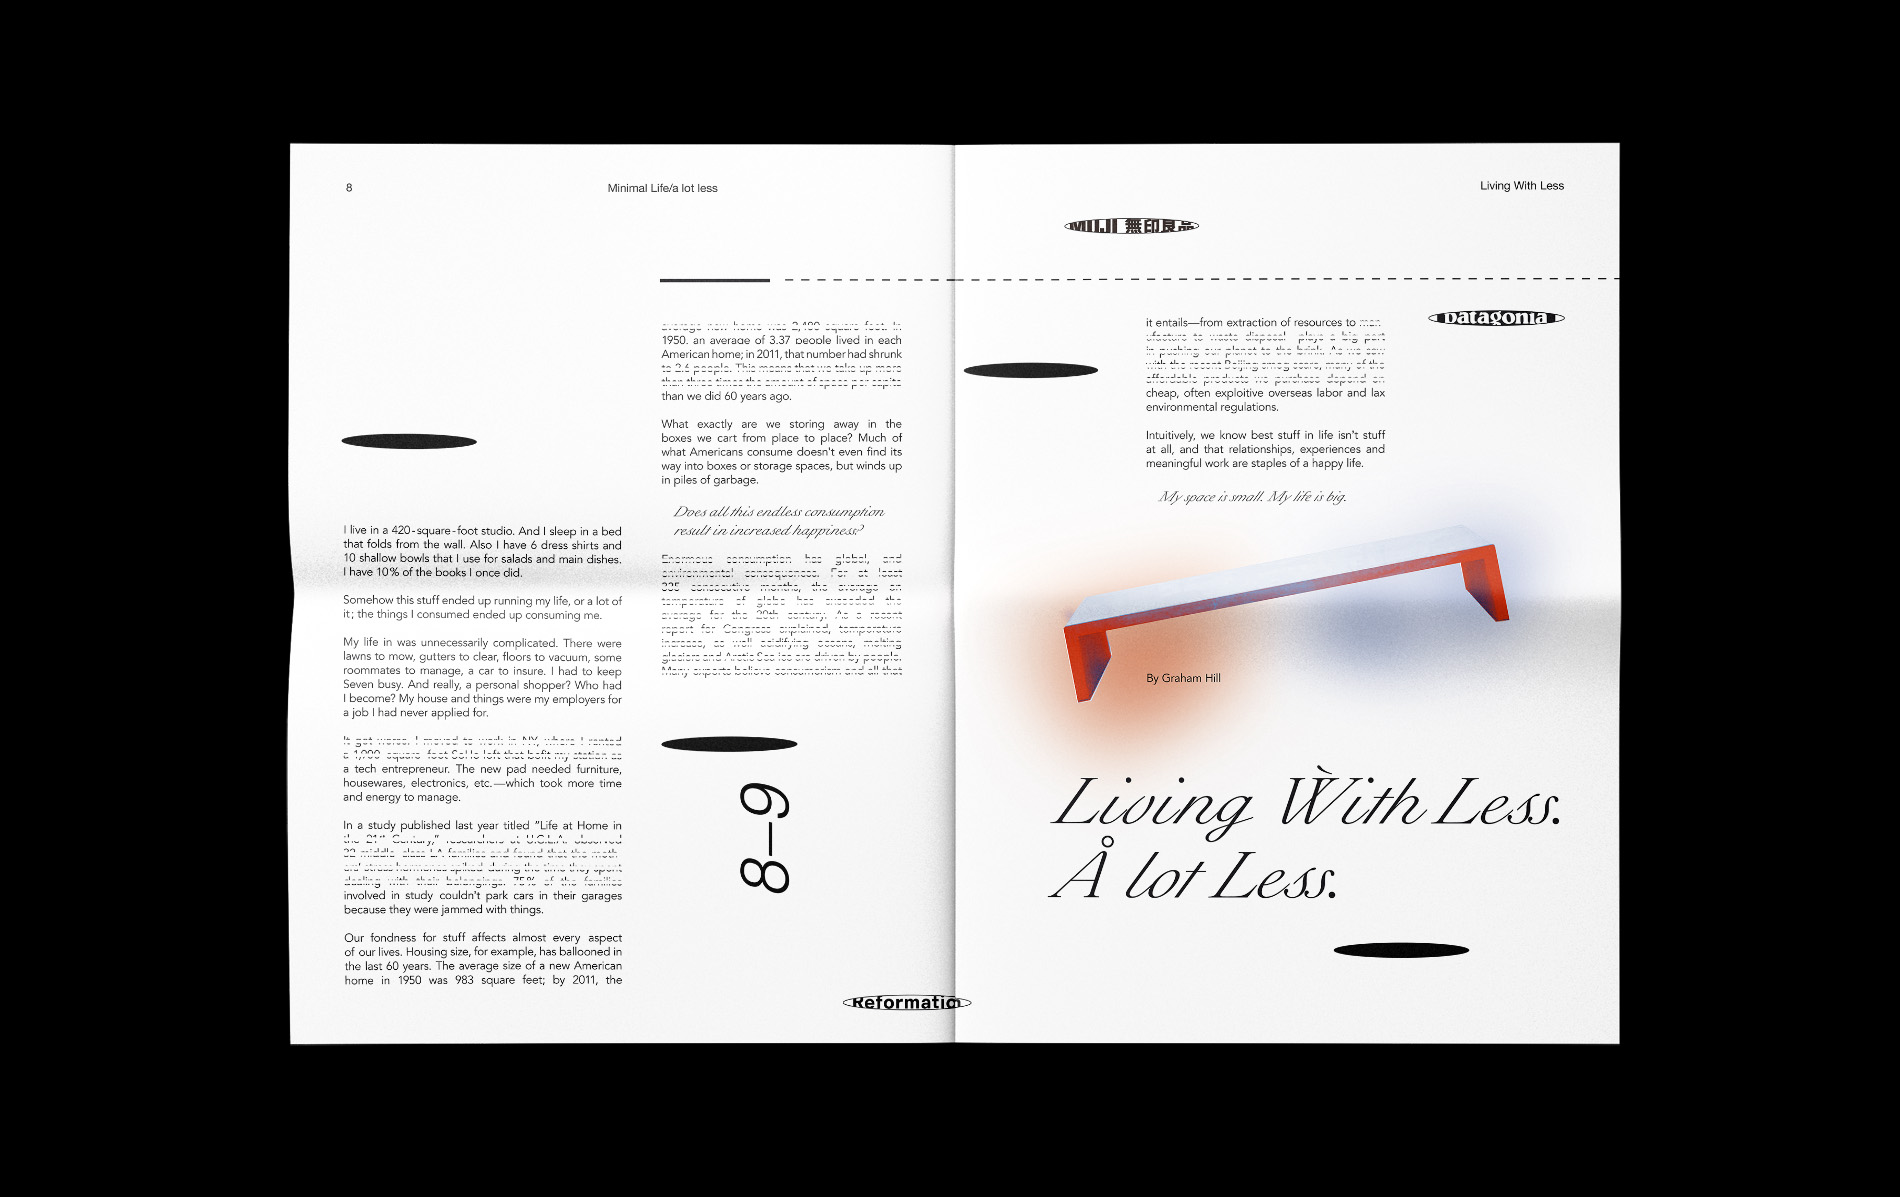 8
Minimal Life/a lot less
Living With Less
MUJI 無印良品
patagonia
I live in a 420-square-foot studio. And I sleep in a bed
that folds from the wall. Also I have 6 dress shirts and
10 shallow bowls that I use for salads and main dishes.
I have 10% of the books I once did.
Somehow this stuff ended up running my life, or a lot of
it; the things I consumed ended up consuming me.
My life in was unnecessarily complicated. There were
lawns to mow, gutters to clear, floors to vacuum, some
roommates to manage, a car to insure. I had to keep
Seven busy. And really, a personal shopper? Who had
I become? My house and things were my employers for
a job I had never applied for.
It got worse. I moved to work in NY, where I rented
a 1,900-square-foot SoHo loft that befit my station as
a tech entrepreneur. The new pad needed furniture,
housewares, electronics, etc.—which took more time
and energy to manage.
In a study published last year titled "Life at Home in
the 21st Century," researchers at U.C.L.A. observed
32 middle-class LA families and found that the moth-
ers' stress hormones spiked during the time they spent
dealing with their belongings. 75% of the families
involved in study couldn't park cars in their garages
because they were jammed with things.
Our fondness for stuff affects almost every aspect
of our lives. Housing size, for example, has ballooned in
the last 60 years. The average size of a new American
home in 1950 was 983 square feet; by 2011, the
average new home was 2,480 square feet. In
1950. an average of 3.37 people lived in each
American home; in 2011, that number had shrunk
to 2.6 people. This means that we take up more
than three times the amount of space per capita
than we did 60 years ago.
What exactly are we storing away in the
boxes we cart from place to place? Much of
what Americans consume doesn't even find its
way into boxes or storage spaces, but winds up
in piles of garbage.
Does all this endless consumption
result in increased happiness?
Enormous consumption has global, and
environmental consequences. For at least
335 consecutive months, the average on
temperature of globe has exceeded the
average for the 20th century. As a recent
report for Congress explained, temperature
increase, as well acidifying oceans, melting
glaciers and Arctic Sea ice are driven by people.
Many experts believe consumerism and all that
8—9
Reformatio
it entails—from extraction of resources to man-
ufacture to waste disposal—plays a big part
in pushing our planet to the brink. As we saw
with the recent Beijing smog scare, many of the
affordable products we purchase depend on
cheap, often exploitive overseas labor and lax
environmental regulations.
Intuitively, we know best stuff in life isn't stuff
at all, and that relationships, experiences and
meaningful work are staples of a happy life.
My space is small. My life is big.
By Graham Hill
Living Ẁith Less.
Å lot Less.